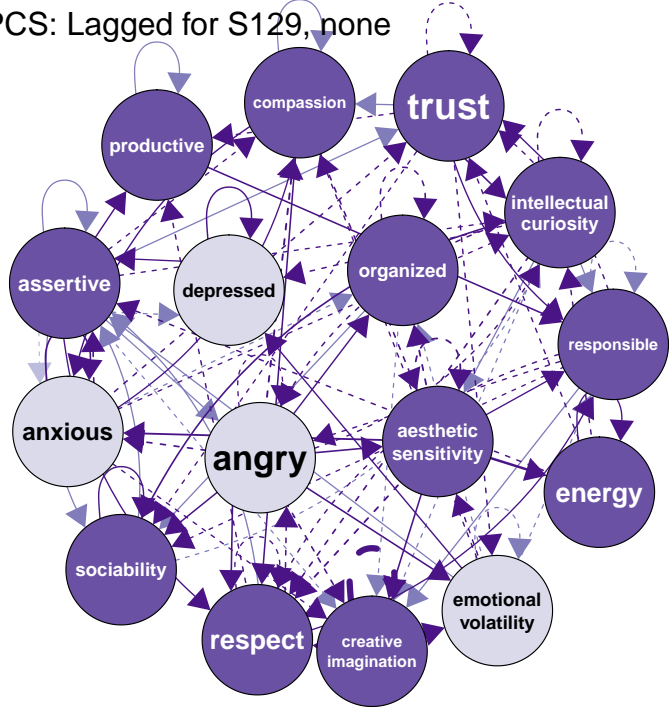 PCS: Lagged for S129, none
compassion
trust
productive
intellectual
curiosity
organized
assertive
depressed
responsible
anxious
angry
aesthetic
sensitivity
energy
sociability
emotional
volatility
respect
creative
imagination